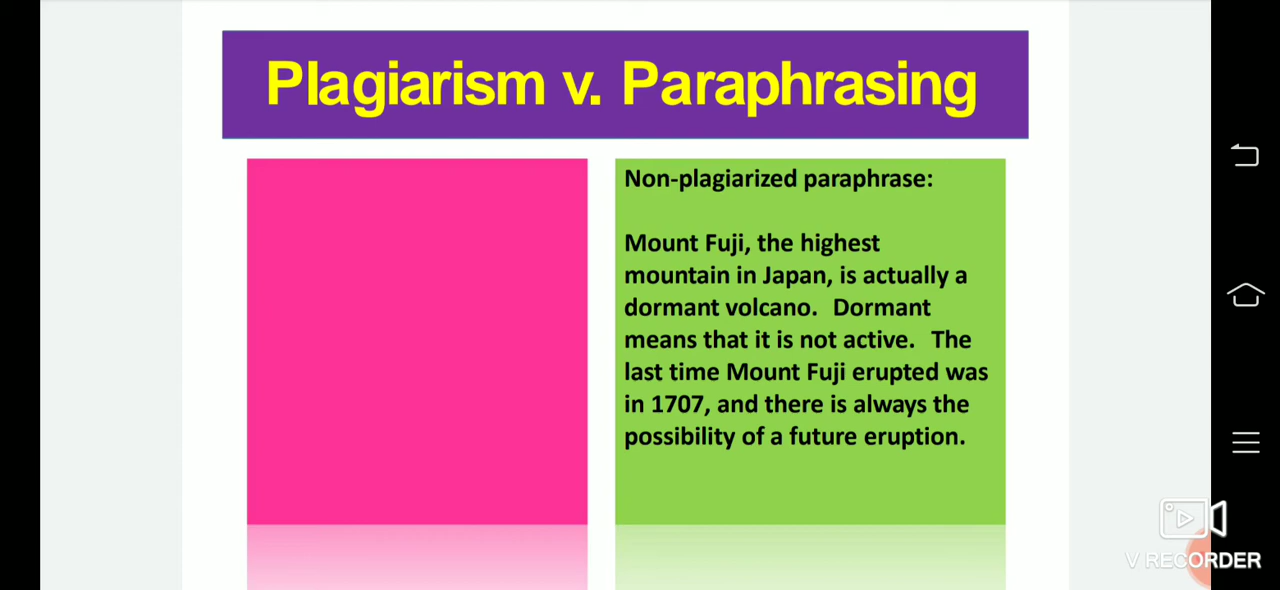 Plagiarism v. Paraphrasing
Non-plagiarized paraphrase:
Mount Fuji, the highest
mountain in Japan, is actually a
dormant volcano.  Dormant
means that it is not active.  The
last time Mount Fuji erupted was
in 1707, and there is always the
possibility of a future eruption.
V RECORDER